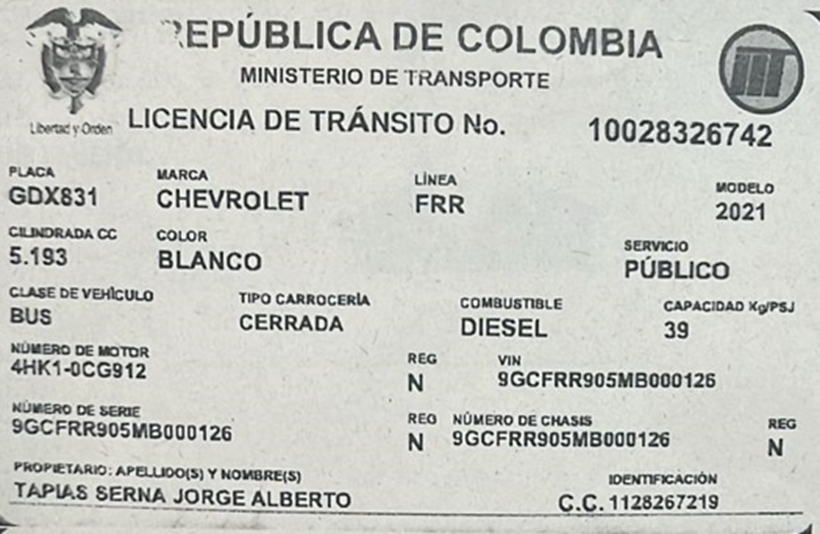 REPÚBLICA DE COLOMBIA
MINISTERIO DE TRANSPORTE
Libertad y Orden
LICENCIA DE TRÁNSITO No. 10028326742
PLACA MARCA LÍNEA MODELO
GDX831 CHEVROLET FRR 2021
CILINDRADA CC COLOR SERVICIO
5.193 BLANCO PÚBLICO
CLASE DE VEHÍCULO TIPO CARROCERÍA COMBUSTIBLE CAPACIDAD Kg/PSJ
BUS CERRADA DIESEL 39
NÚMERO DE MOTOR REG VIN
4HK1-0CG912 N 9GCFRR905MB000126
NÚMERO DE SERIE REG NÚMERO DE CHASIS REG
9GCFRR905MB000126 N 9GCFRR905MB000126 N
PROPIETARIO: APELLIDO(S) Y NOMBRE(S) IDENTIFICACIÓN
TAPIAS SERNA JORGE ALBERTO C.C. 1128267219